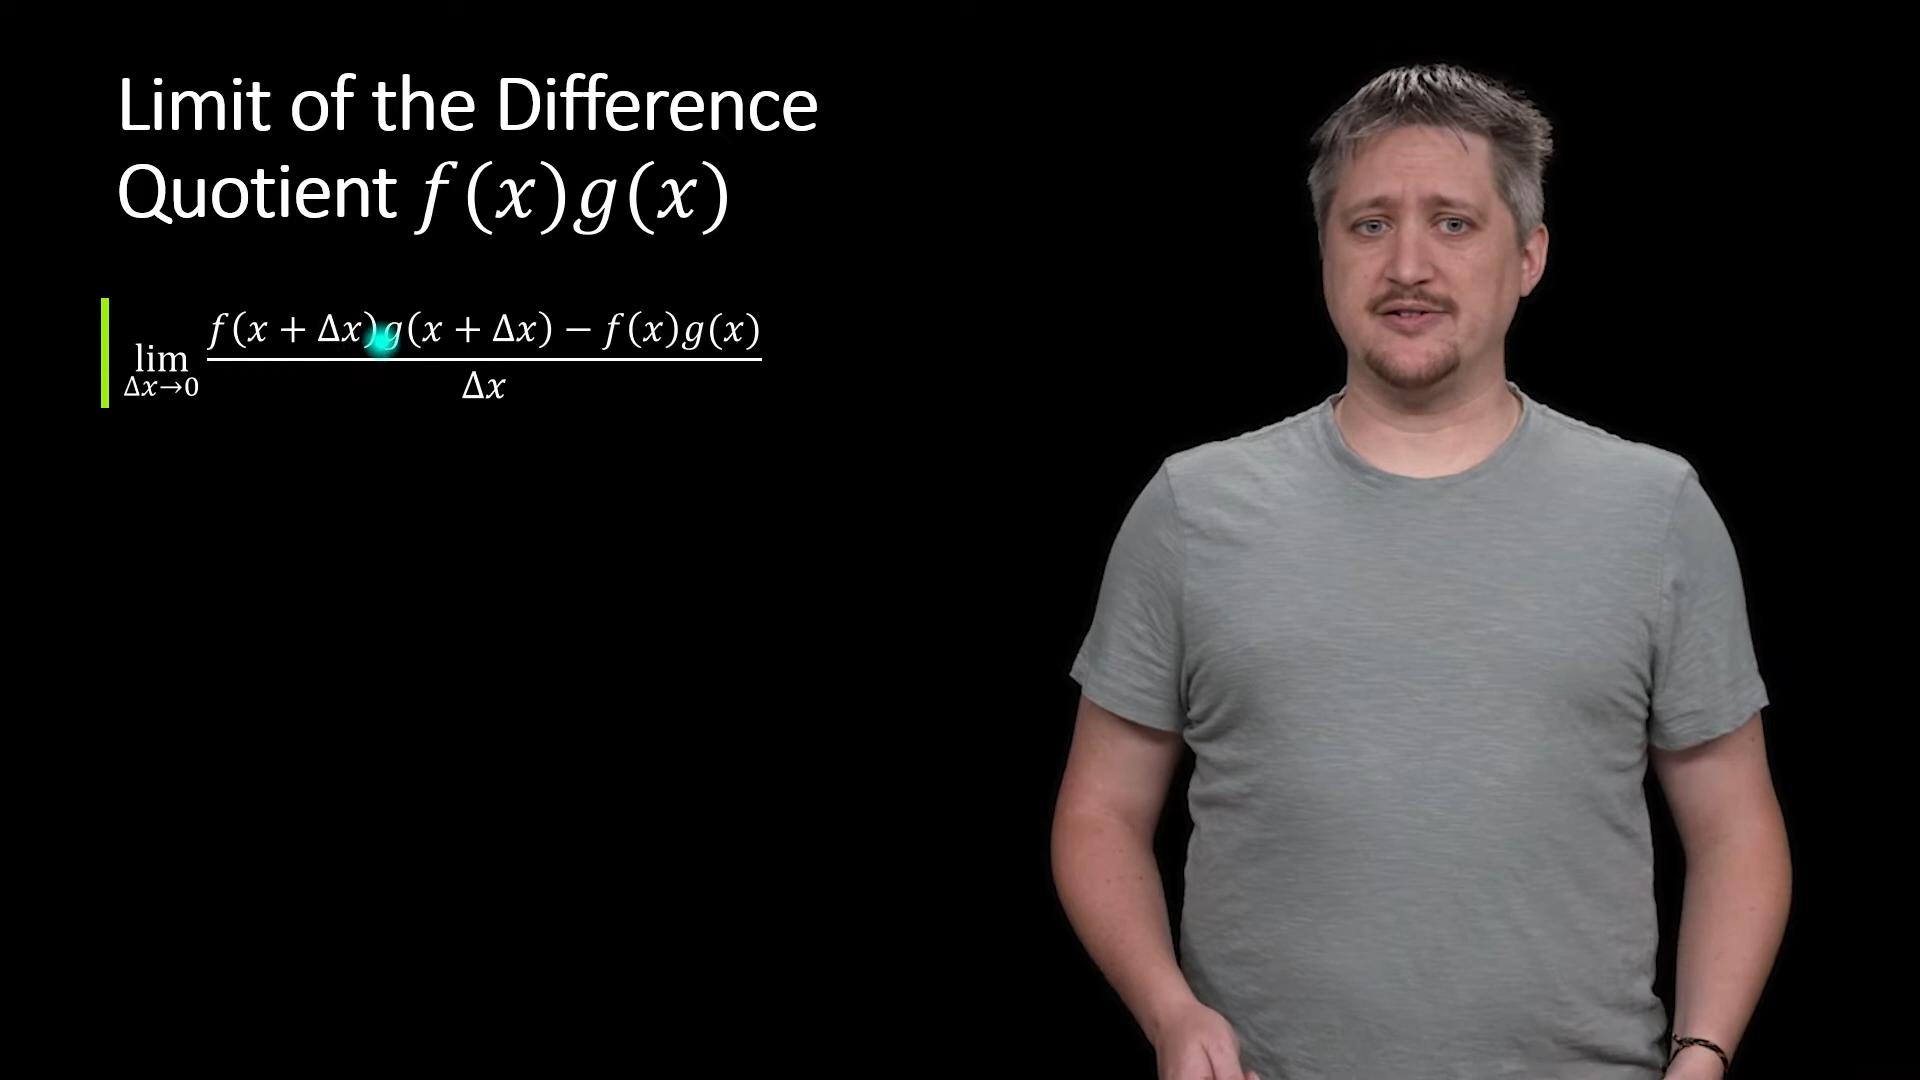 Limit of the Difference
Quotient f(x)g(x)
lim Δx→0 f(x + Δx)g(x + Δx) − f(x)g(x)
Δx